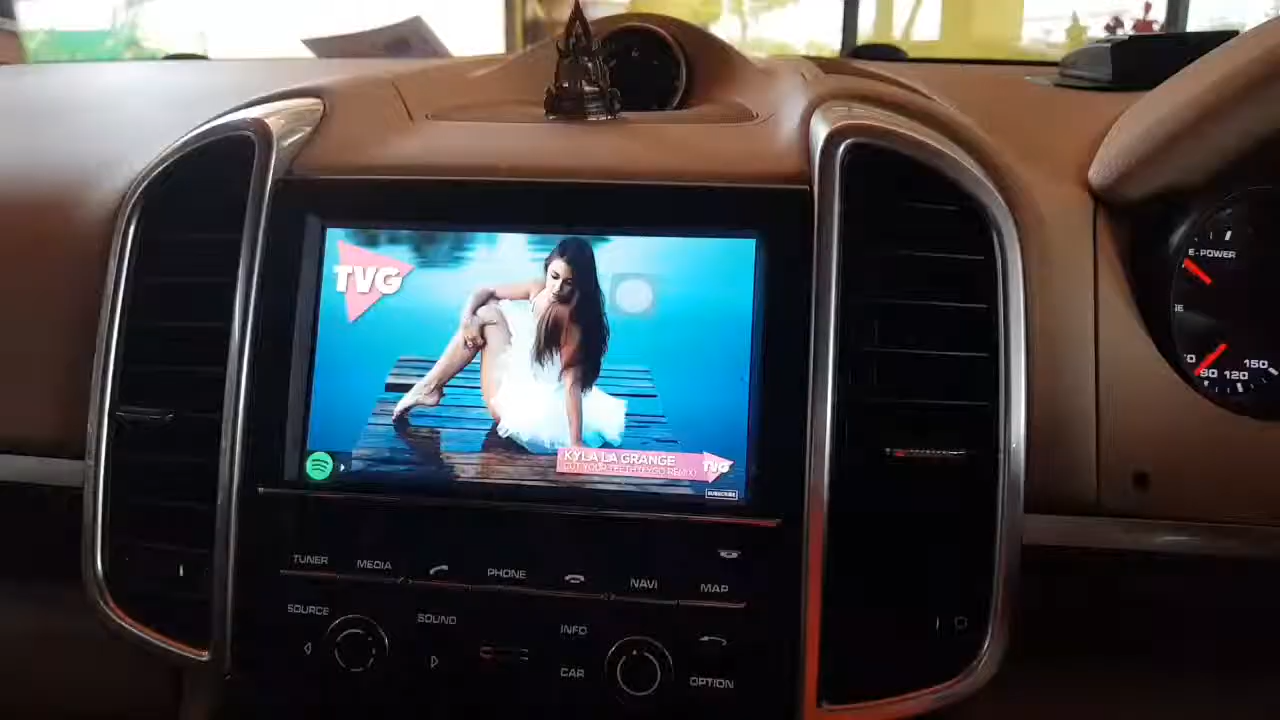 TVG
KYLA LA GRANGE
CUT YOUR TEETH (KYGO REMIX)
TVG
SUBSCRIBE
E-POWER
90 120 150
TUNER MEDIA PHONE NAVI MAP
SOURCE SOUND INFO
CAR OPTION